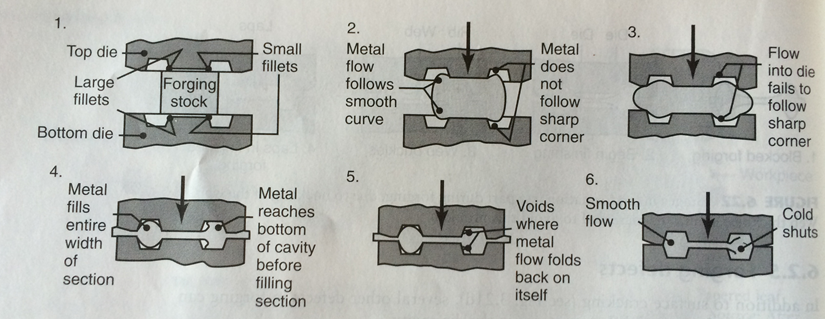 1.
Top die
Large
fillets
Forging
stock
Small
fillets
Bottom die
2.
Metal
flow
follows
smooth
curve
Metal
does
not
follow
sharp
corner
3.
Flow
into die
fails to
follow
sharp
corner
4.
Metal
fills
entire
width
of
section
Metal
reaches
bottom
of cavity
before
filling
section
5.
Voids
where
metal
flow folds
back on
itself
6.
Smooth
flow
Cold
shuts